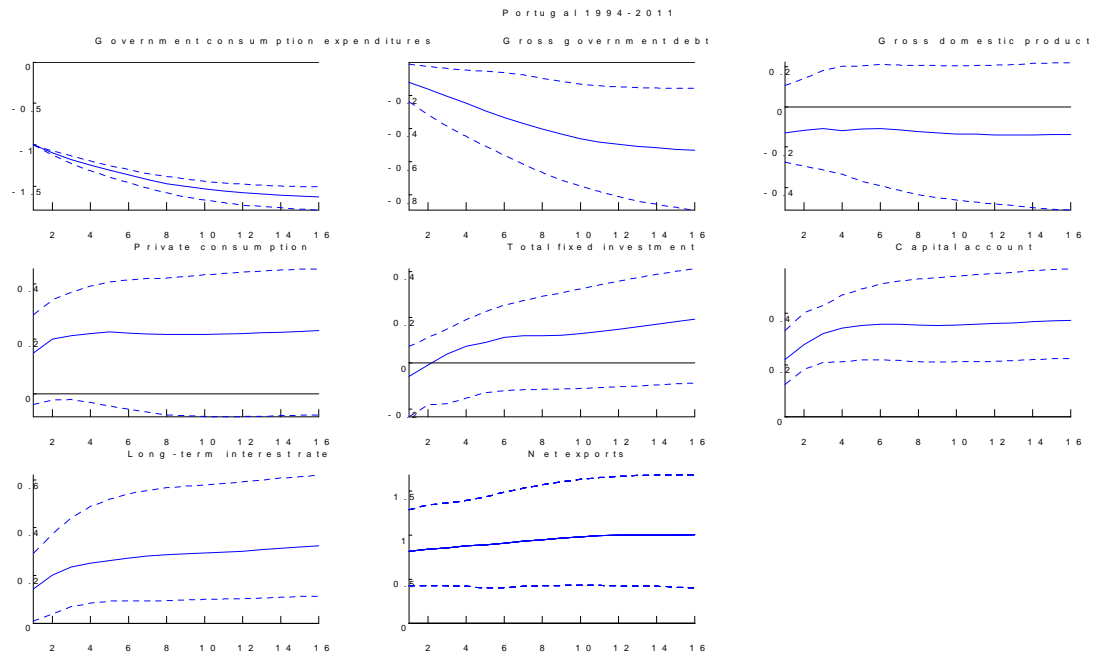 Portugal 1994-2011
Government consumption expenditures
Gross government debt
Gross domestic product
0
-0.5
-1
-1.5
2 4 6 8 10 12 14 16
-0.2
-0.4
-0.6
-0.8
2 4 6 8 10 12 14 16
0.2
0
-0.2
-0.4
2 4 6 8 10 12 14 16
Private consumption
Total fixed investment
Capital account
0.4
0.2
0
2 4 6 8 10 12 14 16
0.4
0.2
0
-0.2
2 4 6 8 10 12 14 16
0.4
0.2
0
2 4 6 8 10 12 14 16
Long-term interest rate
Net exports
0.6
0.4
0.2
0
2 4 6 8 10 12 14 16
1.5
1
0.5
0
2 4 6 8 10 12 14 16